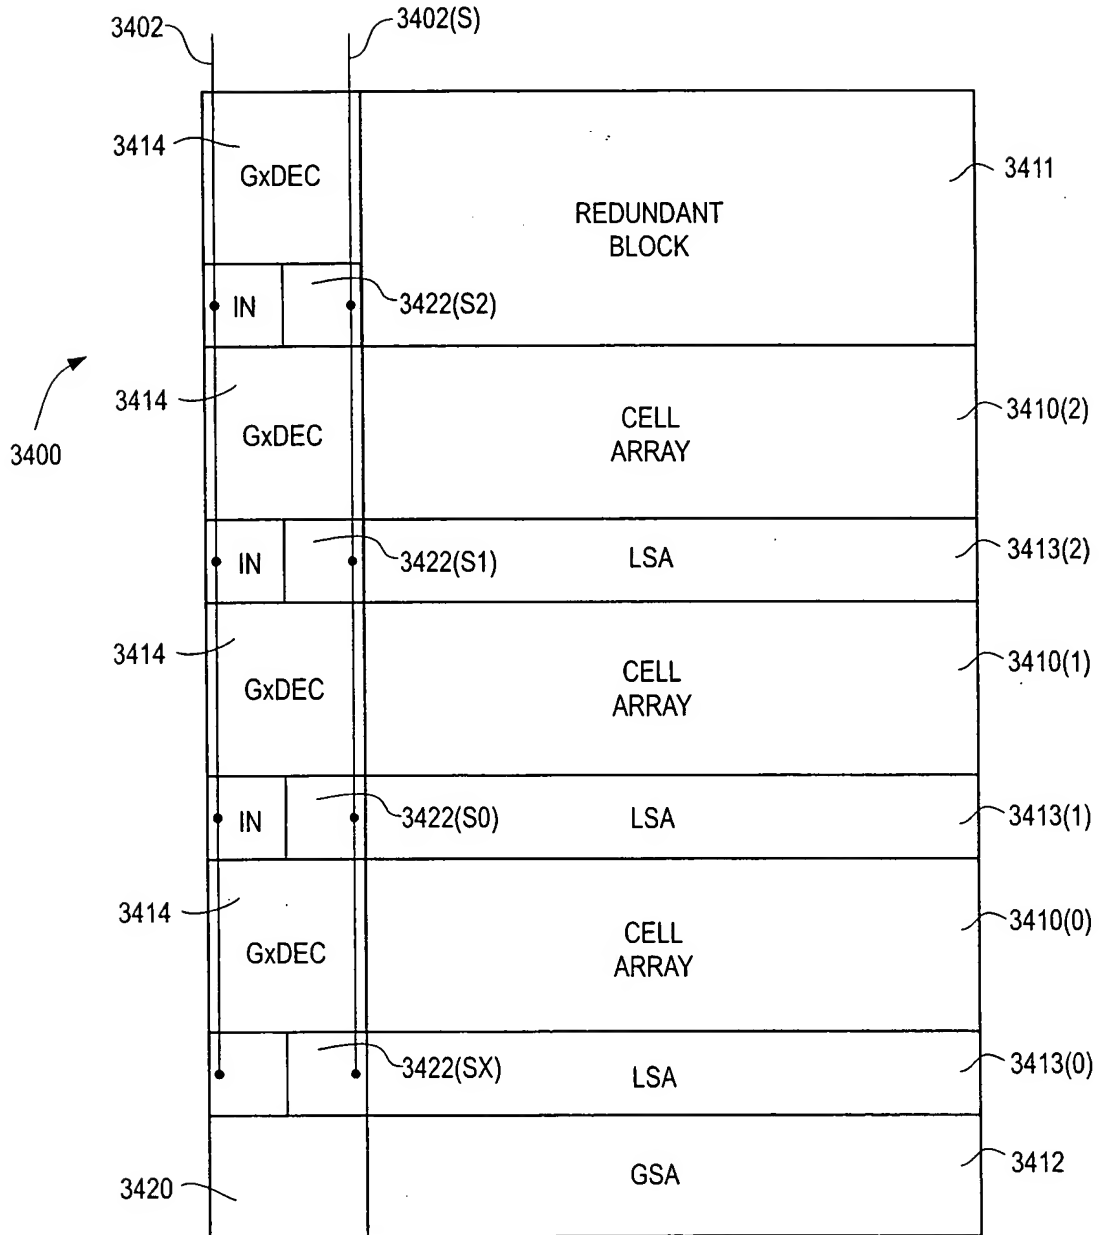 3402
3402(S)
3414
GxDEC
3411
REDUNDANT
BLOCK
IN
3422(S2)
3400
3414
GxDEC
CELL
ARRAY
3410(2)
IN
3422(S1)
LSA
3413(2)
3414
GxDEC
CELL
ARRAY
3410(1)
IN
3422(S0)
LSA
3413(1)
3414
GxDEC
CELL
ARRAY
3410(0)
3422(SX)
LSA
3413(0)
3420
GSA
3412